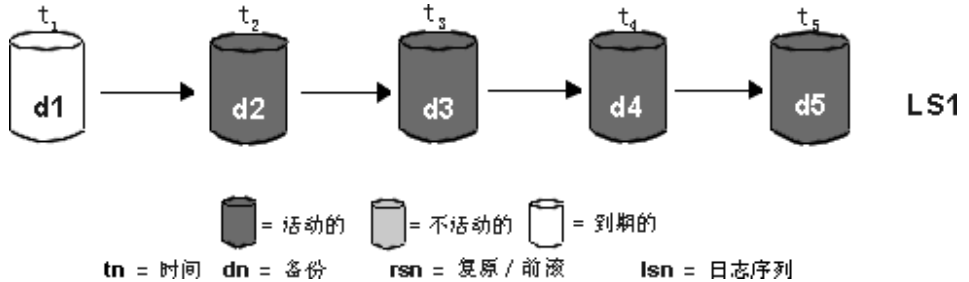 t1 t2 t3 t4 t5
d1 d2 d3 d4 d5 LS1
= 活动的 = 不活动的 = 到期的
tn = 时间 dn = 备份 rsn = 复原 / 前滚 lsn = 日志序列